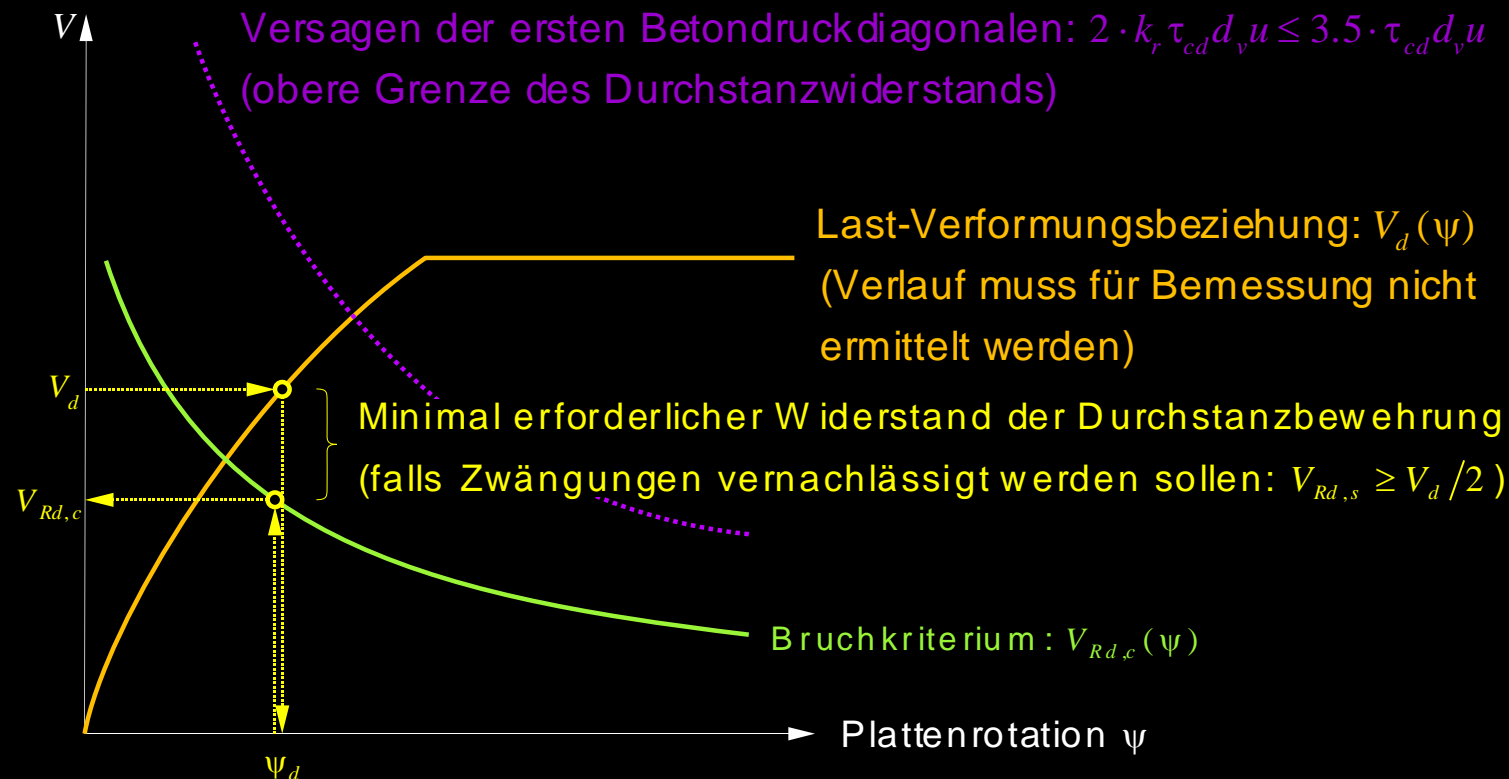 V
Versagen der ersten Betondruckdiagonalen: 2 · k_r τ_cd d_v u ≤ 3.5 · τ_cd d_v u
(obere Grenze des Durchstanzwiderstands)
Last-Verformungsbeziehung: V_d (ψ)
(Verlauf muss für Bemessung nicht
ermittelt werden)
V_d
Minimal erforderlicher Widerstand der Durchstanzbewehrung
(falls Zwängungen vernachlässigt werden sollen: V_Rd,s ≥ V_d/2 )
V_Rd,c
Bruchkriterium: V_Rd,c (ψ)
Plattenrotation ψ
ψ_d